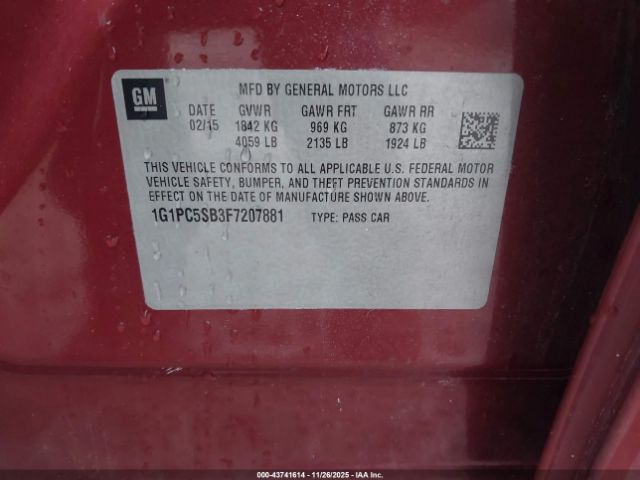 GM
MFD BY GENERAL MOTORS LLC
DATE GVWR GAWR FRT GAWR RR
02/15 1842 KG 969 KG 873 KG
4059 LB 2135 LB 1924 LB
THIS VEHICLE CONFORMS TO ALL APPLICABLE U.S. FEDERAL MOTOR
VEHICLE SAFETY, BUMPER, AND THEFT PREVENTION STANDARDS IN
EFFECT ON THE DATE OF MANUFACTURE SHOWN ABOVE.
1G1PC5SB3F7207881 TYPE: PASS CAR
000-43741614 - 11/26/2025 - IAA Inc.